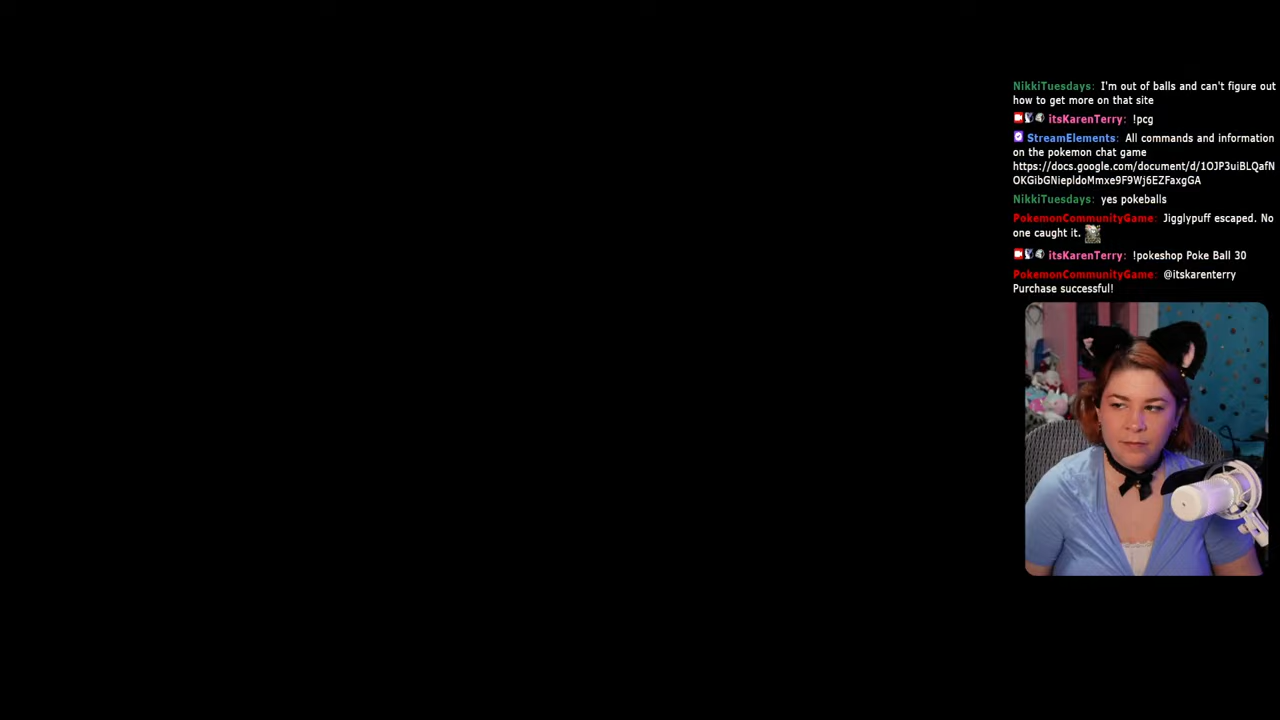 NikkiTuesdays: I'm out of balls and can't figure out
how to get more on that site
itsKarenTerry: !pcg
StreamElements: All commands and information
on the pokemon chat game
https://docs.google.com/document/d/1OJP3uiBLQafN
OKGibGNiepldoMmxe9F9Wj6EZFaxgGA
NikkiTuesdays: yes pokeballs
PokemonCommunityGame: Jigglypuff escaped. No
one caught it.
itsKarenTerry: !pokeshop Poke Ball 30
PokemonCommunityGame: @itskarenterry
Purchase successful!